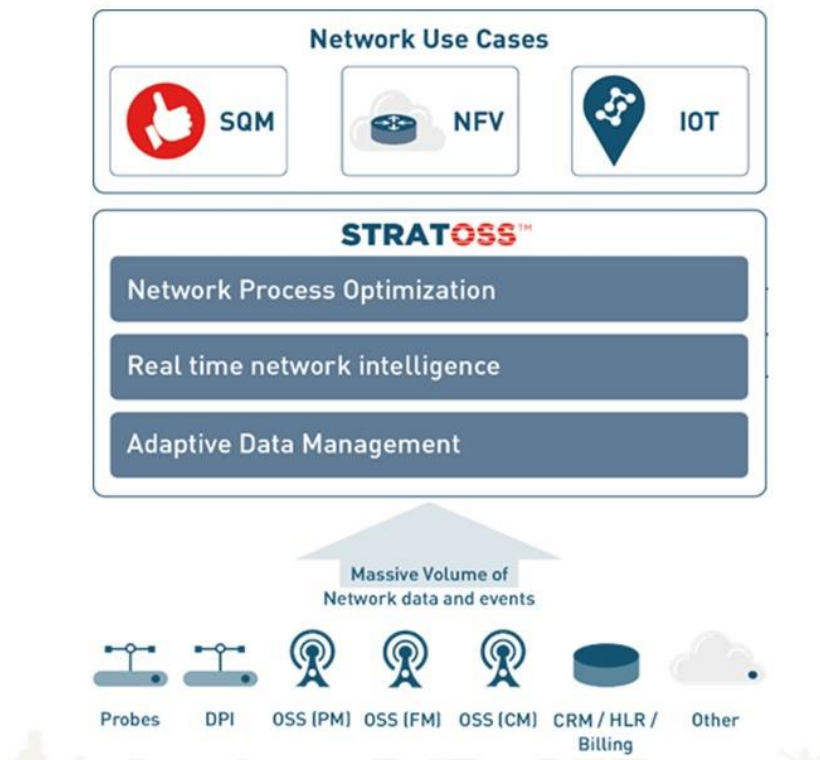 Network Use Cases
SQM
NFV
IOT
STRATOSS™
Network Process Optimization
Real time network intelligence
Adaptive Data Management
Massive Volume of
Network data and events
Probes
DPI
OSS (PM)
OSS (FM)
OSS (CM)
CRM / HLR /
Billing
Other